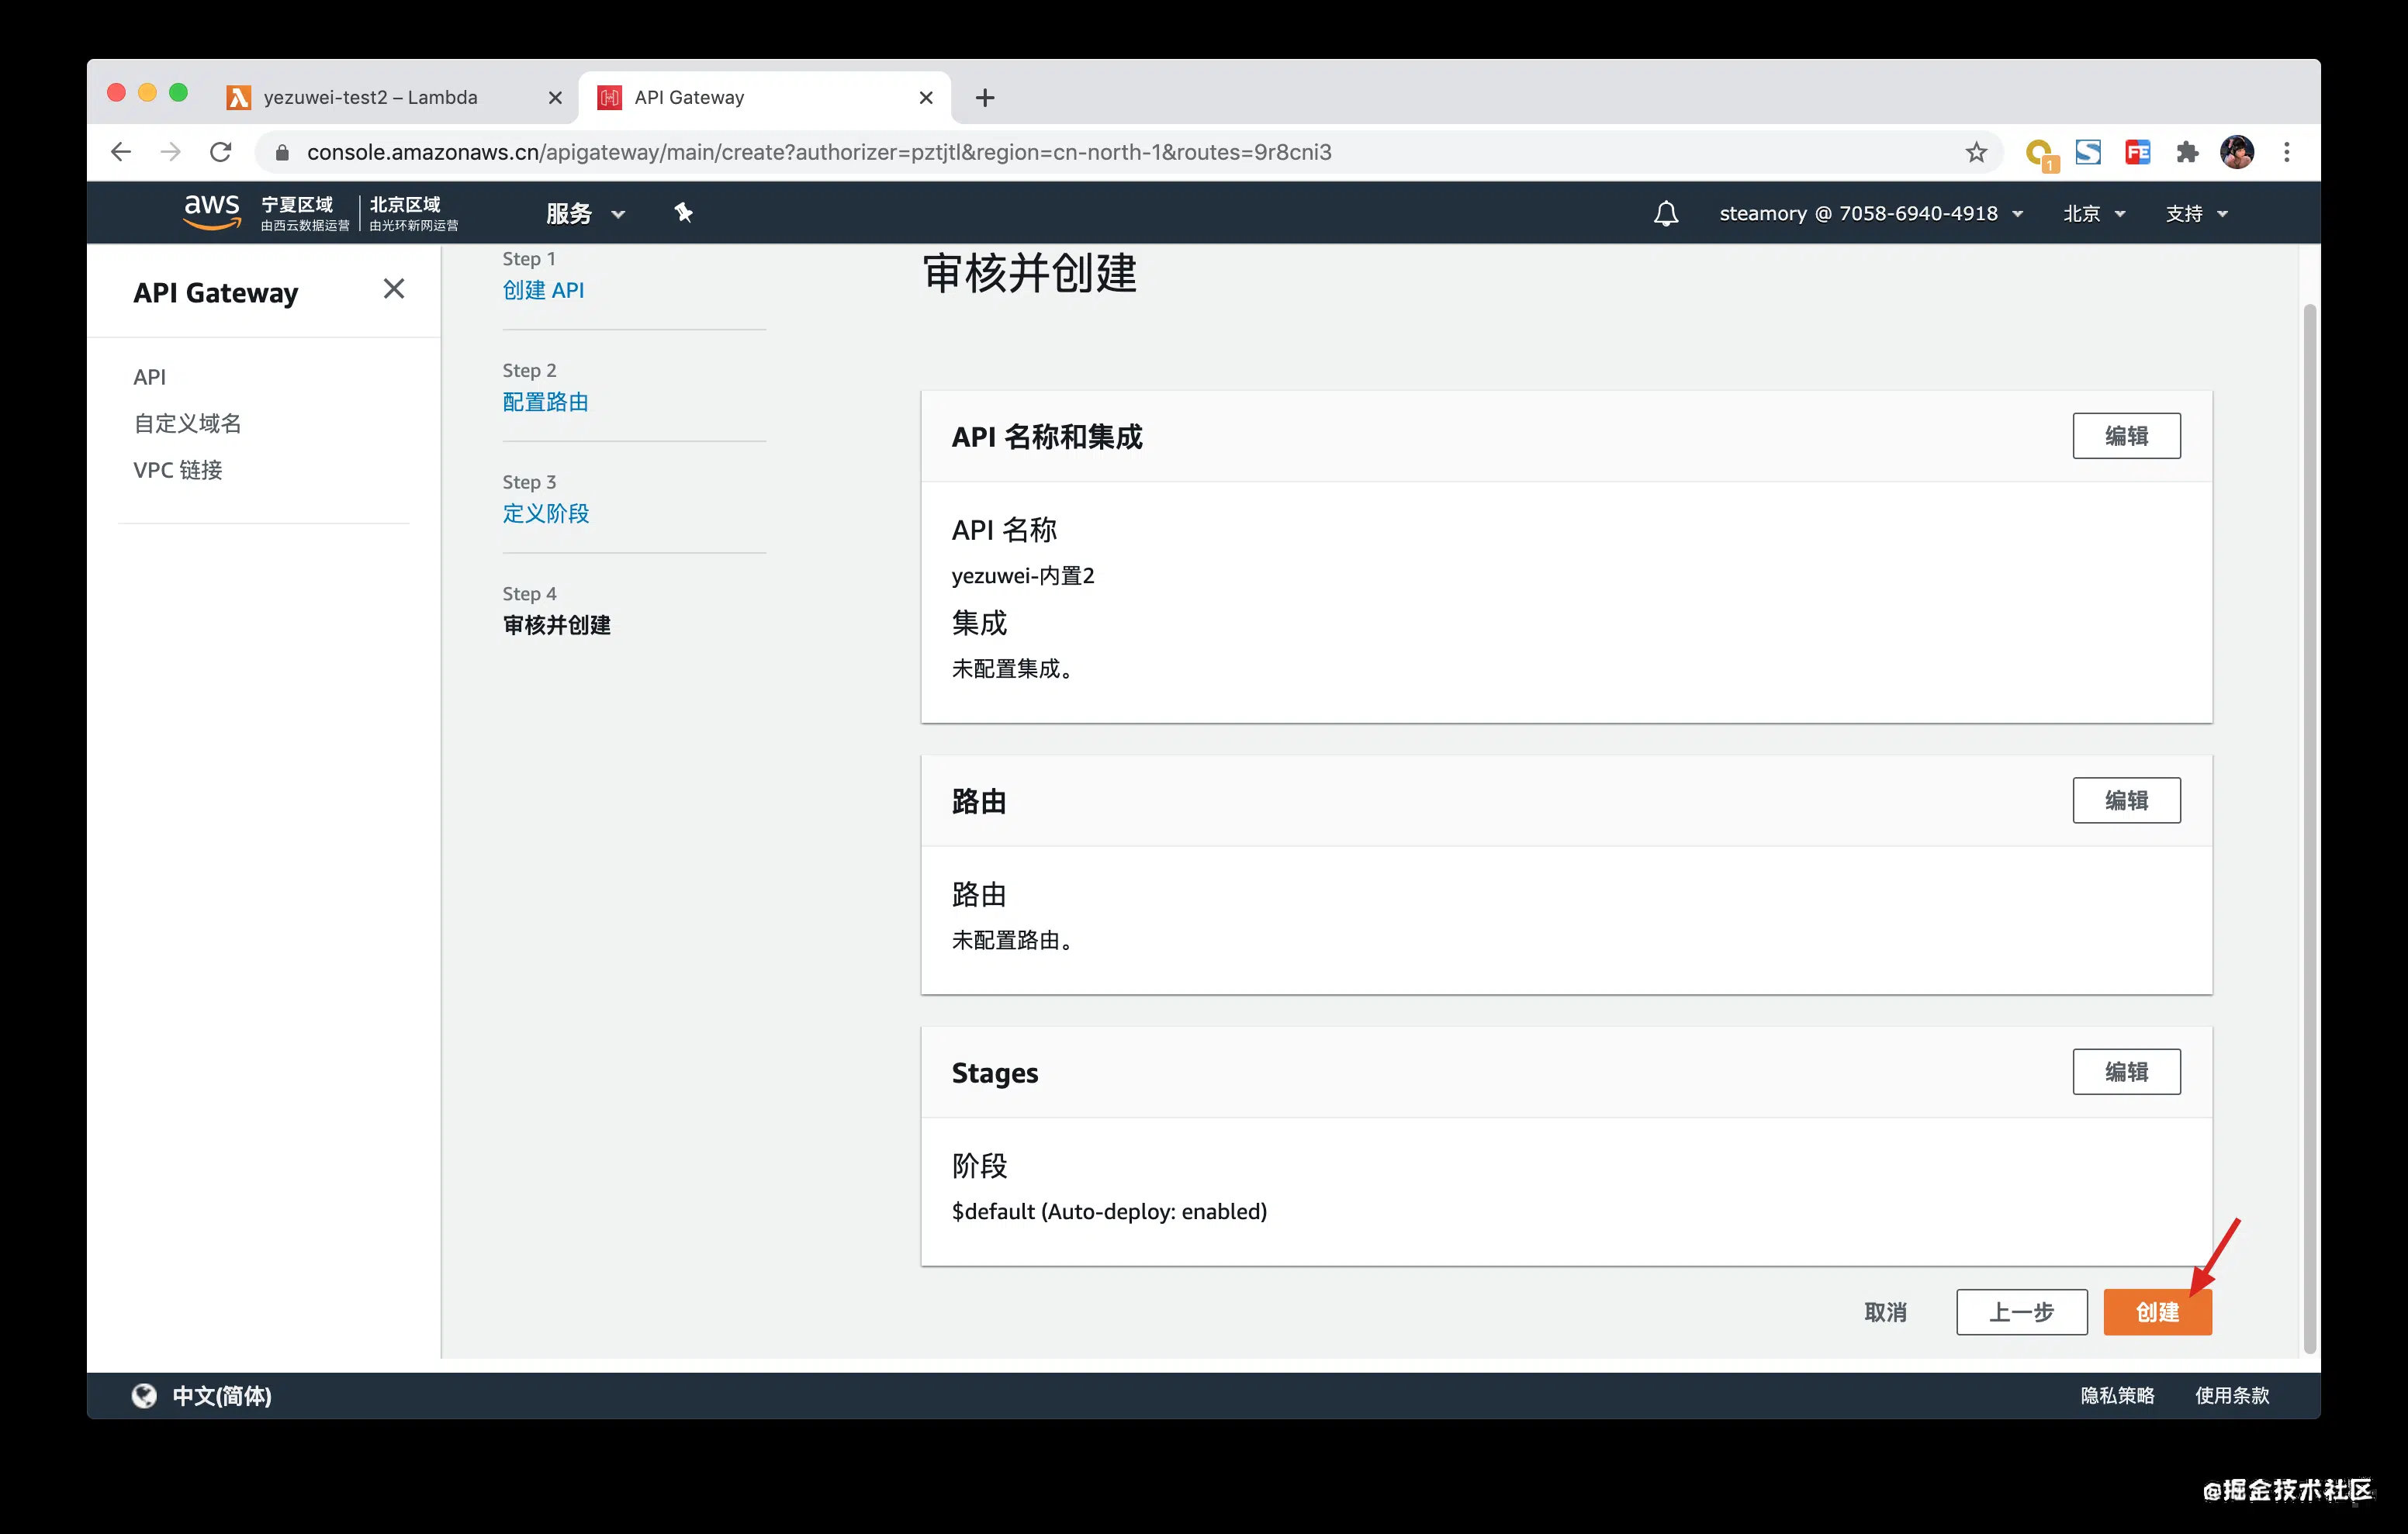 yezuwei-test2 – Lambda
API Gateway
console.amazonaws.cn/apigateway/main/create?authorizer=pztjtl&region=cn-north-1&routes=9r8cni3
FE
1
aws
宁夏区域
由西云数据运营
北京区域
由光环新网运营
服务
steamory @ 7058-6940-4918
北京
支持
API Gateway
API
自定义域名
VPC 链接
Step 1
创建 API
Step 2
配置路由
Step 3
定义阶段
Step 4
审核并创建
审核并创建
API 名称和集成
编辑
API 名称
yezuwei-内置2
集成
未配置集成。
路由
编辑
路由
未配置路由。
Stages
编辑
阶段
$default (Auto-deploy: enabled)
取消
上一步
创建
中文(简体)
隐私策略
使用条款
@掘金技术社区